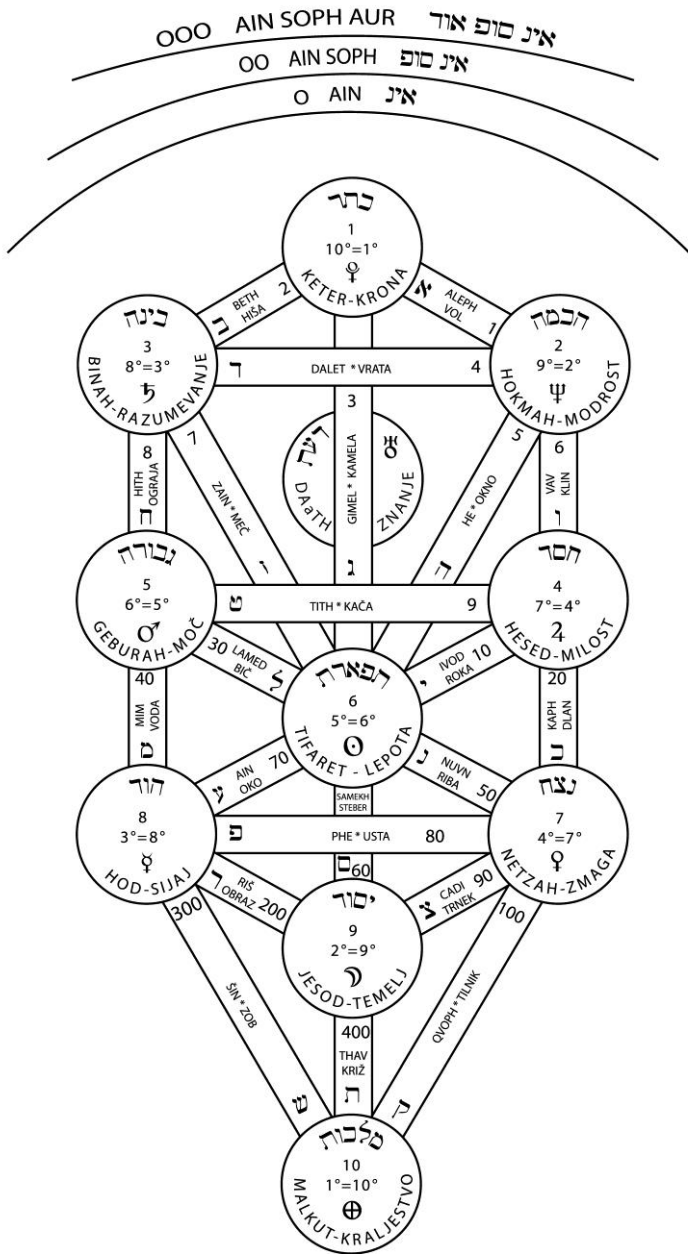 OOO AIN SOPH AUR אינ סופ אור
OO AIN SOPH אינ סופ
O AIN אינ
כתר
1
10°=1°
♇
KETER-KRONA
ב BETH HIŠA 2
א ALEPH VOL 1
בינה
3
8°=3°
♄
BINAH-RAZUMEVANJE
הכמה
2
9°=2°
♆
HOKMAH-MODROST
ד DALET * VRATA 4
3 GIMEL * KAMELA ג
דעת ♅
DAaTH ZNANJE
7 ZAIN * MEČ ז
5 HE * OKNO ה
8 HITH OGRAJA ח
6 VAV KLIN ו
גבורה
5
6°=5°
♂
GEBURAH-MOČ
חסד
4
7°=4°
♃
HESED-MILOST
ט TITH * KAČA 9
30 LAMED BIČ ל
י IVOD ROKA 10
תפארת
6
5°=6°
☉
TIFARET - LEPOTA
40 MIM VODA מ
20 KAPH DLAN כ
ע AIN OKO 70
נ NUVN RIBA 50
הוד
8
3°=8°
☿
HOD-SIJAJ
נצח
7
4°=7°
♀
NETZAH-ZMAGA
SAMEKH
STEBER
פ PHE * USTA 80
ס 60
ר RIŠ OBRAZ 200
צ CADI TRNEK 90
יסוד
9
2°=9°
☽
JESOD-TEMELJ
300 ŠIN * ZOB ש
100 QVOPH * TILNIK ק
400
THAV
KRIŽ
ת
מלכות
10
1°=10°
⊕
MALKUT-KRALJESTVO